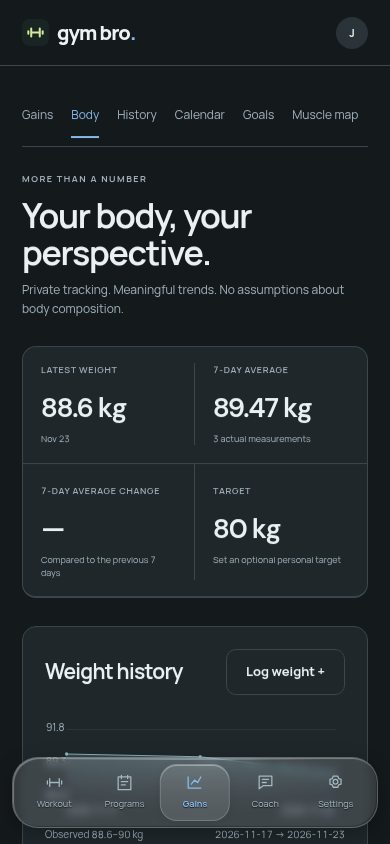 gym bro.
J
Gains Body History Calendar Goals Muscle map
MORE THAN A NUMBER
Your body, your
perspective.
Private tracking. Meaningful trends. No assumptions about
body composition.
LATEST WEIGHT
88.6 kg
Nov 23
7-DAY AVERAGE
89.47 kg
3 actual measurements
7-DAY AVERAGE CHANGE
—
Compared to the previous 7
days
TARGET
80 kg
Set an optional personal target
Weight history
Log weight +
91.8
Workout Programs Gains Coach Settings
Observed 88.6–90 kg
2026-11-17 → 2026-11-23